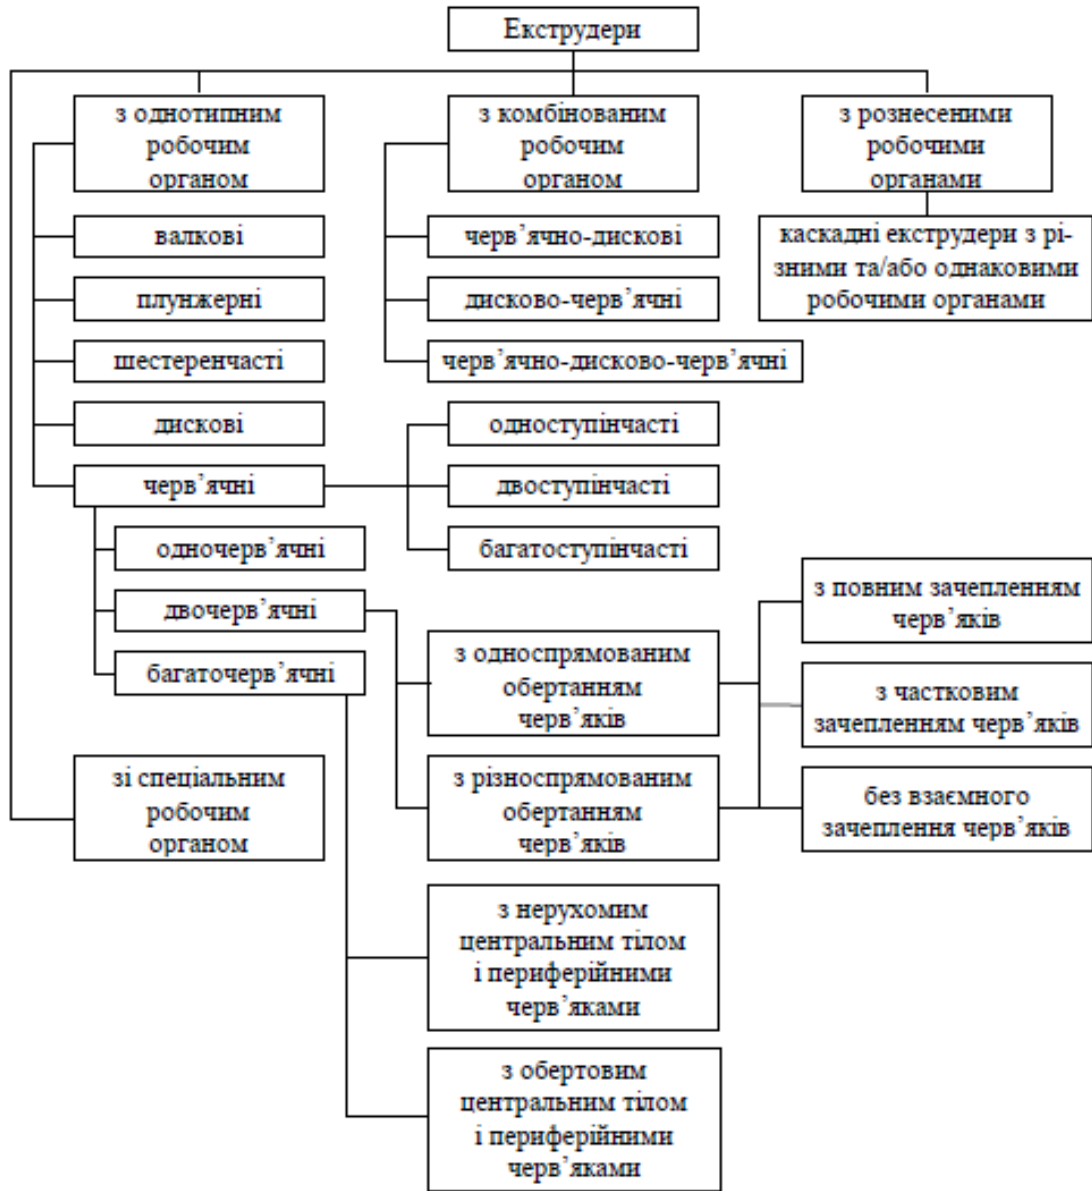 Екструдери
з однотипним
робочим
органом
з комбінованим
робочим
органом
з рознесеними
робочими
органами
валкові
черв’ячно-дискові
каскадні екструдери з рі-
зними та/або однаковими
робочими органами
плунжерні
дисково-черв’ячні
шестеренчасті
черв’ячно-дисково-черв’ячні
дискові
одноступінчасті
черв’ячні
двоступінчасті
одночерв’ячні
багатоступінчасті
двочерв’ячні
з повним зачепленням
черв’яків
багаточерв’ячні
з односпрямованим
обертанням
черв’яків
з частковим
зачепленням черв’яків
зі спеціальним
робочим
органом
з різноспрямованим
обертанням
черв’яків
без взаємного
зачеплення черв’яків
з нерухомим
центральним тілом
і периферійними
черв’яками
з обертовим
центральним тілом
і периферійними
черв’яками